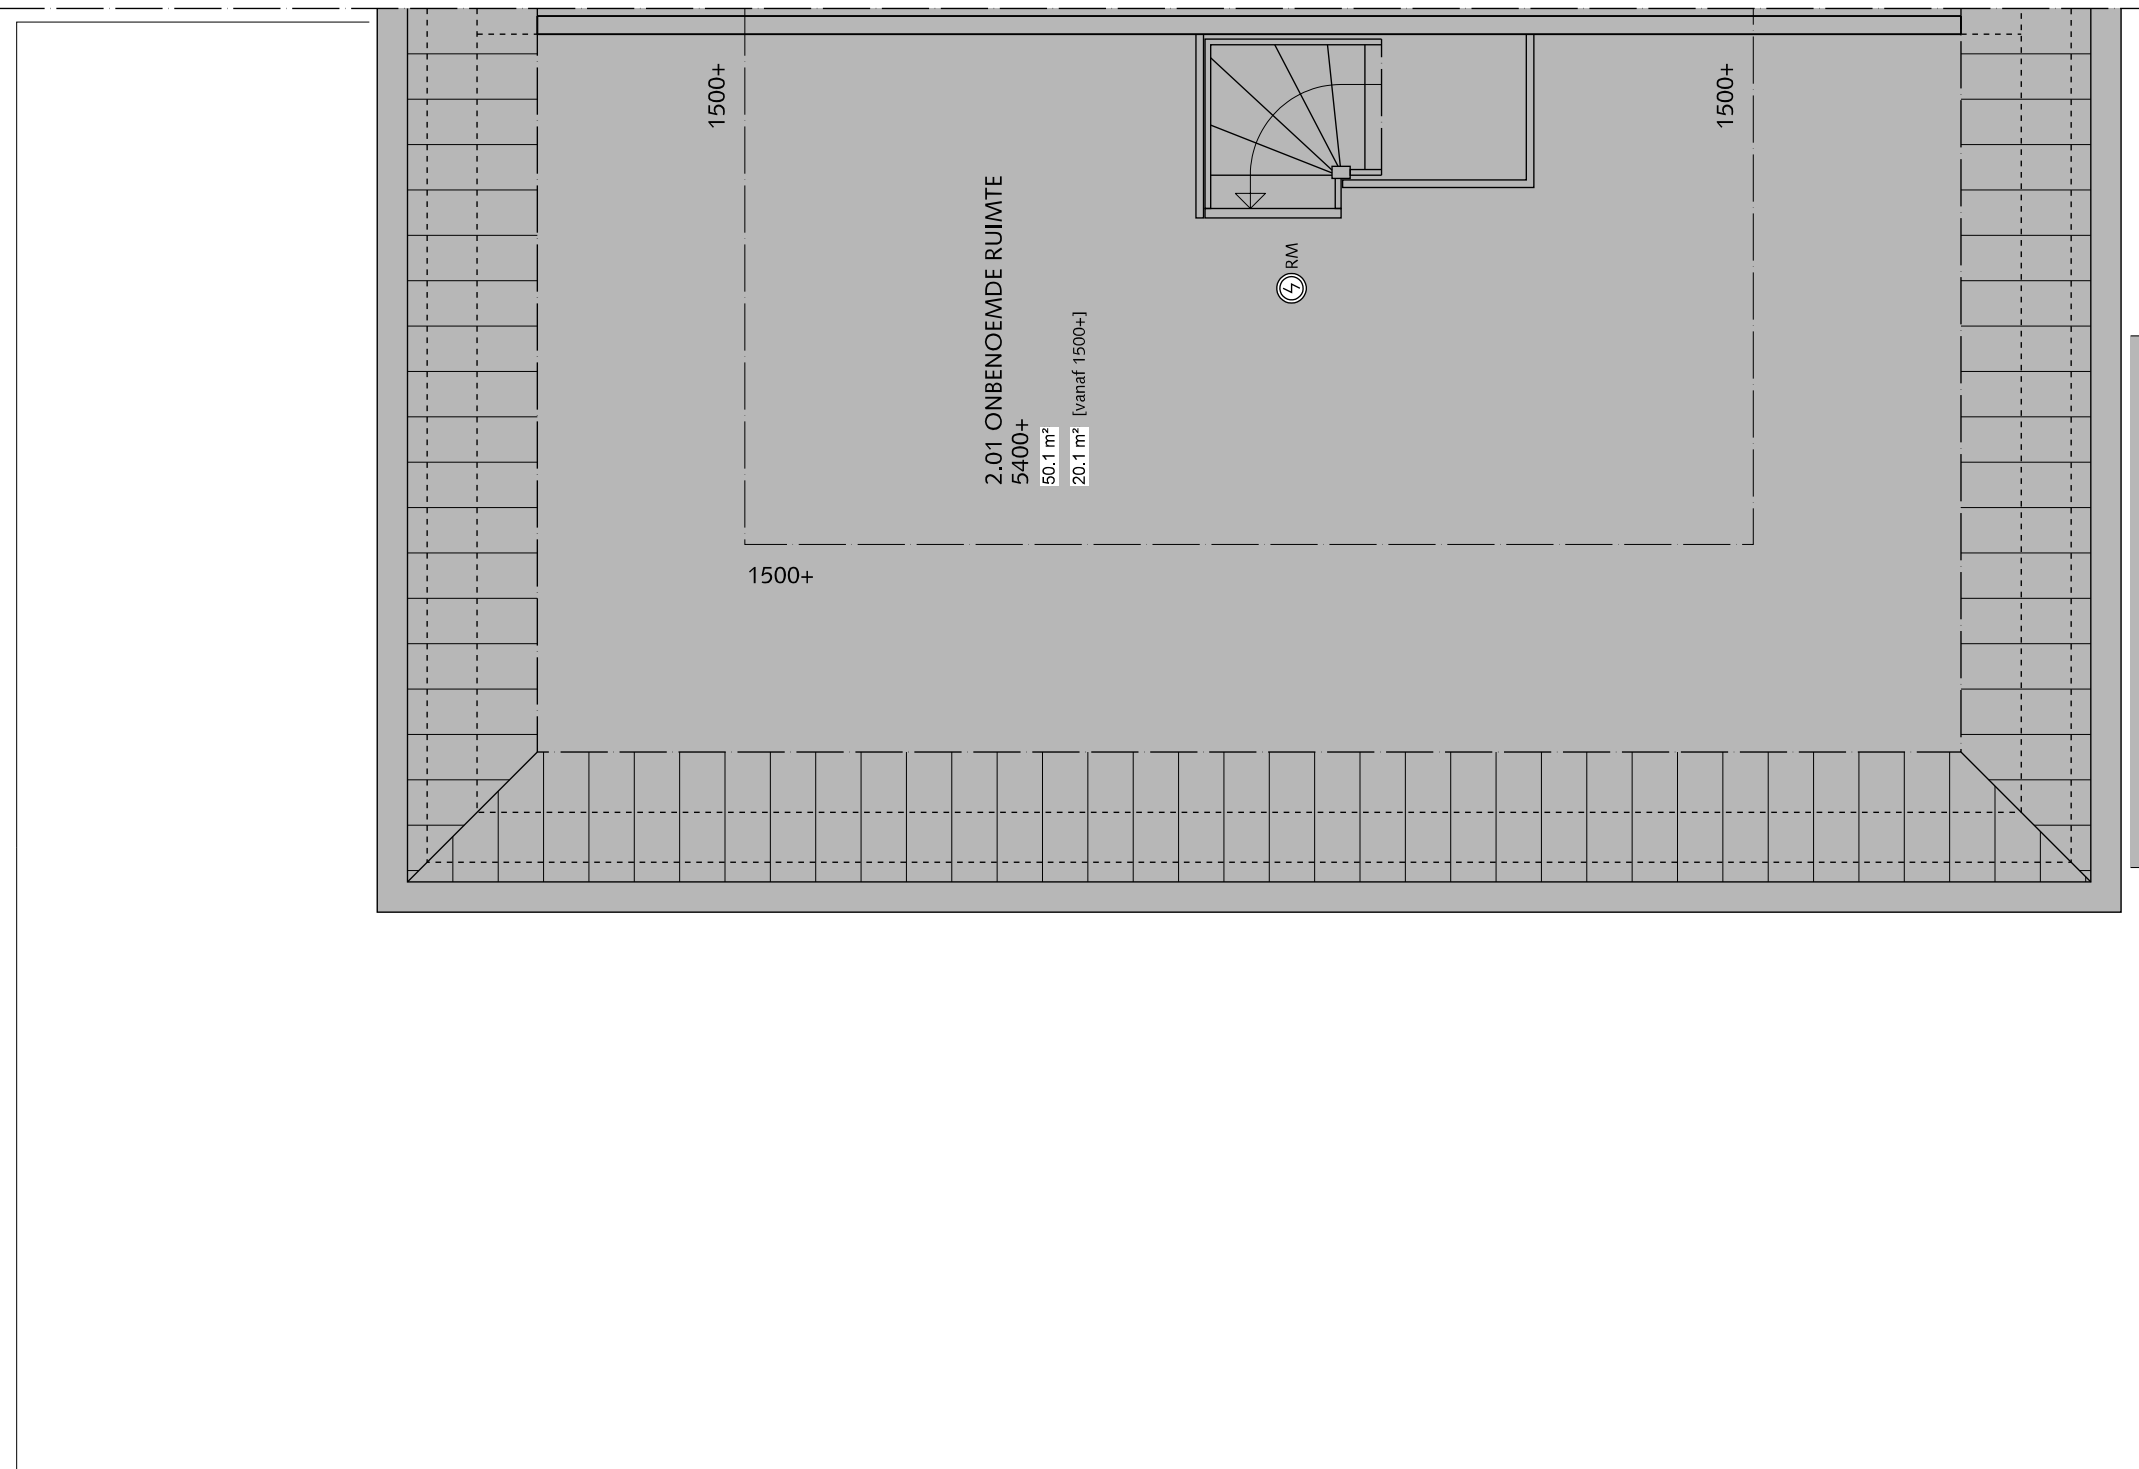 1500+
1500+
RM
2.01 ONBENOEMDE RUIMTE
5400+
50.1 m²
20.1 m² [vanaf 1500+]
1500+